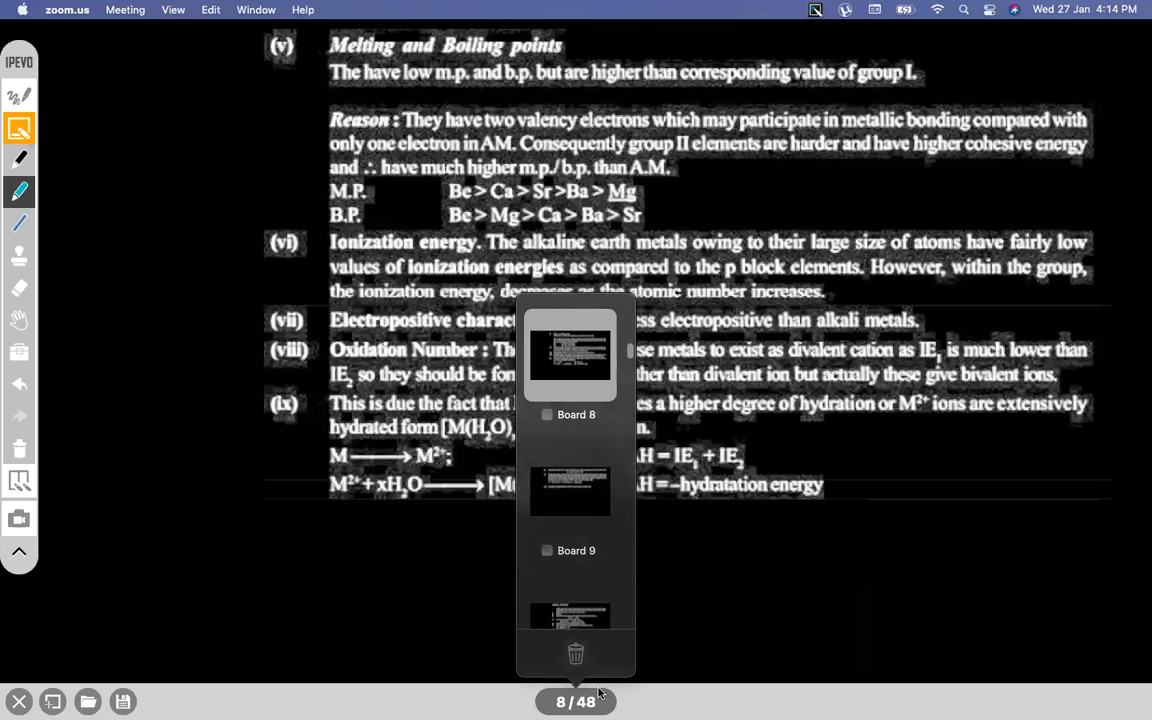 zoom.us Meeting View Edit Window Help Wed 27 Jan 4:14 PM
IPEVO
(v) Melting and Boiling points
The have low m.p. and b.p. but are higher than corresponding value of group I.
Reason : They have two valency electrons which may participate in metallic bonding compared with
only one electron in AM. Consequently group II elements are harder and have higher cohesive energy
and ∴ have much higher m.p./ b.p. than A.M.
M.P. Be > Ca > Sr >Ba > Mg
B.P. Be > Mg > Ca > Ba > Sr
(vi) Ionization energy. The alkaline earth metals owing to their large size of atoms have fairly low
values of ionization energies as compared to the p block elements. However, within the group,
the ionization energy, decreases as the atomic number increases.
(vii) Electropositive charac ss electropositive than alkali metals.
(viii) Oxidation Number : The se metals to exist as divalent cation as IE₁ is much lower than
IE₂ so they should be for ther than divalent ion but actually these give bivalent ions.
(ix) This is due the fact that es a higher degree of hydration or M²⁺ ions are extensively
hydrated form [M(H₂O) n.
M ⟶ M²⁺; H = IE₁ + IE₂
M²⁺ + xH₂O ⟶ [M( H = –hydratation energy
Board 8
Board 9
8 / 48